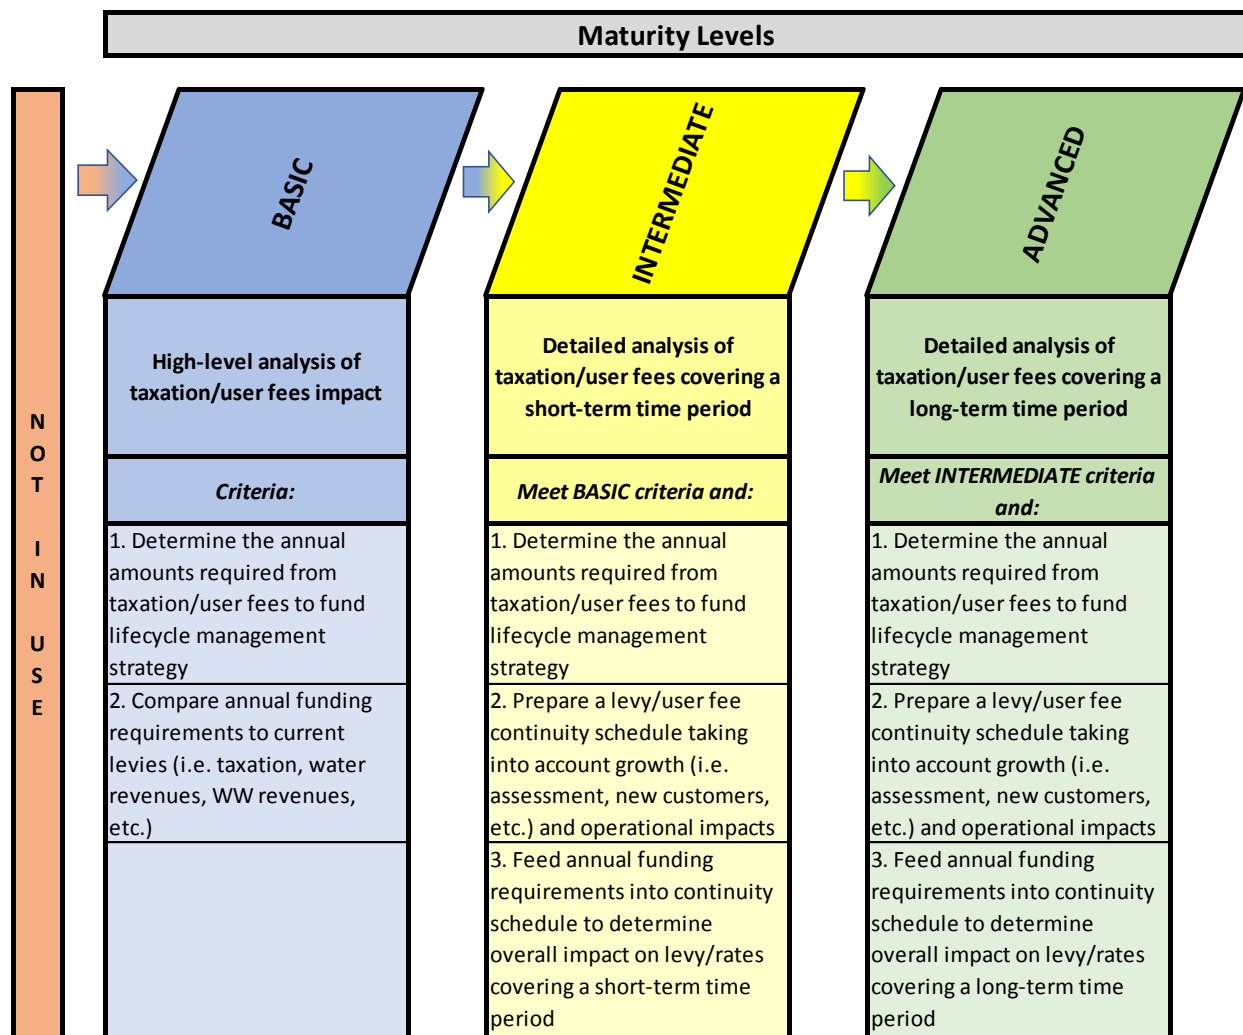 Maturity Levels
NOT IN USE
BASIC
High-level analysis of
taxation/user fees impact
Criteria:
1. Determine the annual
amounts required from
taxation/user fees to fund
lifecycle management
strategy
2. Compare annual funding
requirements to current
levies (i.e. taxation, water
revenues, WW revenues,
etc.)
INTERMEDIATE
Detailed analysis of
taxation/user fees covering a
short-term time period
Meet BASIC criteria and:
1. Determine the annual
amounts required from
taxation/user fees to fund
lifecycle management
strategy
2. Prepare a levy/user fee
continuity schedule taking
into account growth (i.e.
assessment, new customers,
etc.) and operational impacts
3. Feed annual funding
requirements into continuity
schedule to determine
overall impact on levy/rates
covering a short-term time
period
ADVANCED
Detailed analysis of
taxation/user fees covering a
long-term time period
Meet INTERMEDIATE criteria
and:
1. Determine the annual
amounts required from
taxation/user fees to fund
lifecycle management
strategy
2. Prepare a levy/user fee
continuity schedule taking
into account growth (i.e.
assessment, new customers,
etc.) and operational impacts
3. Feed annual funding
requirements into continuity
schedule to determine
overall impact on levy/rates
covering a long-term time
period